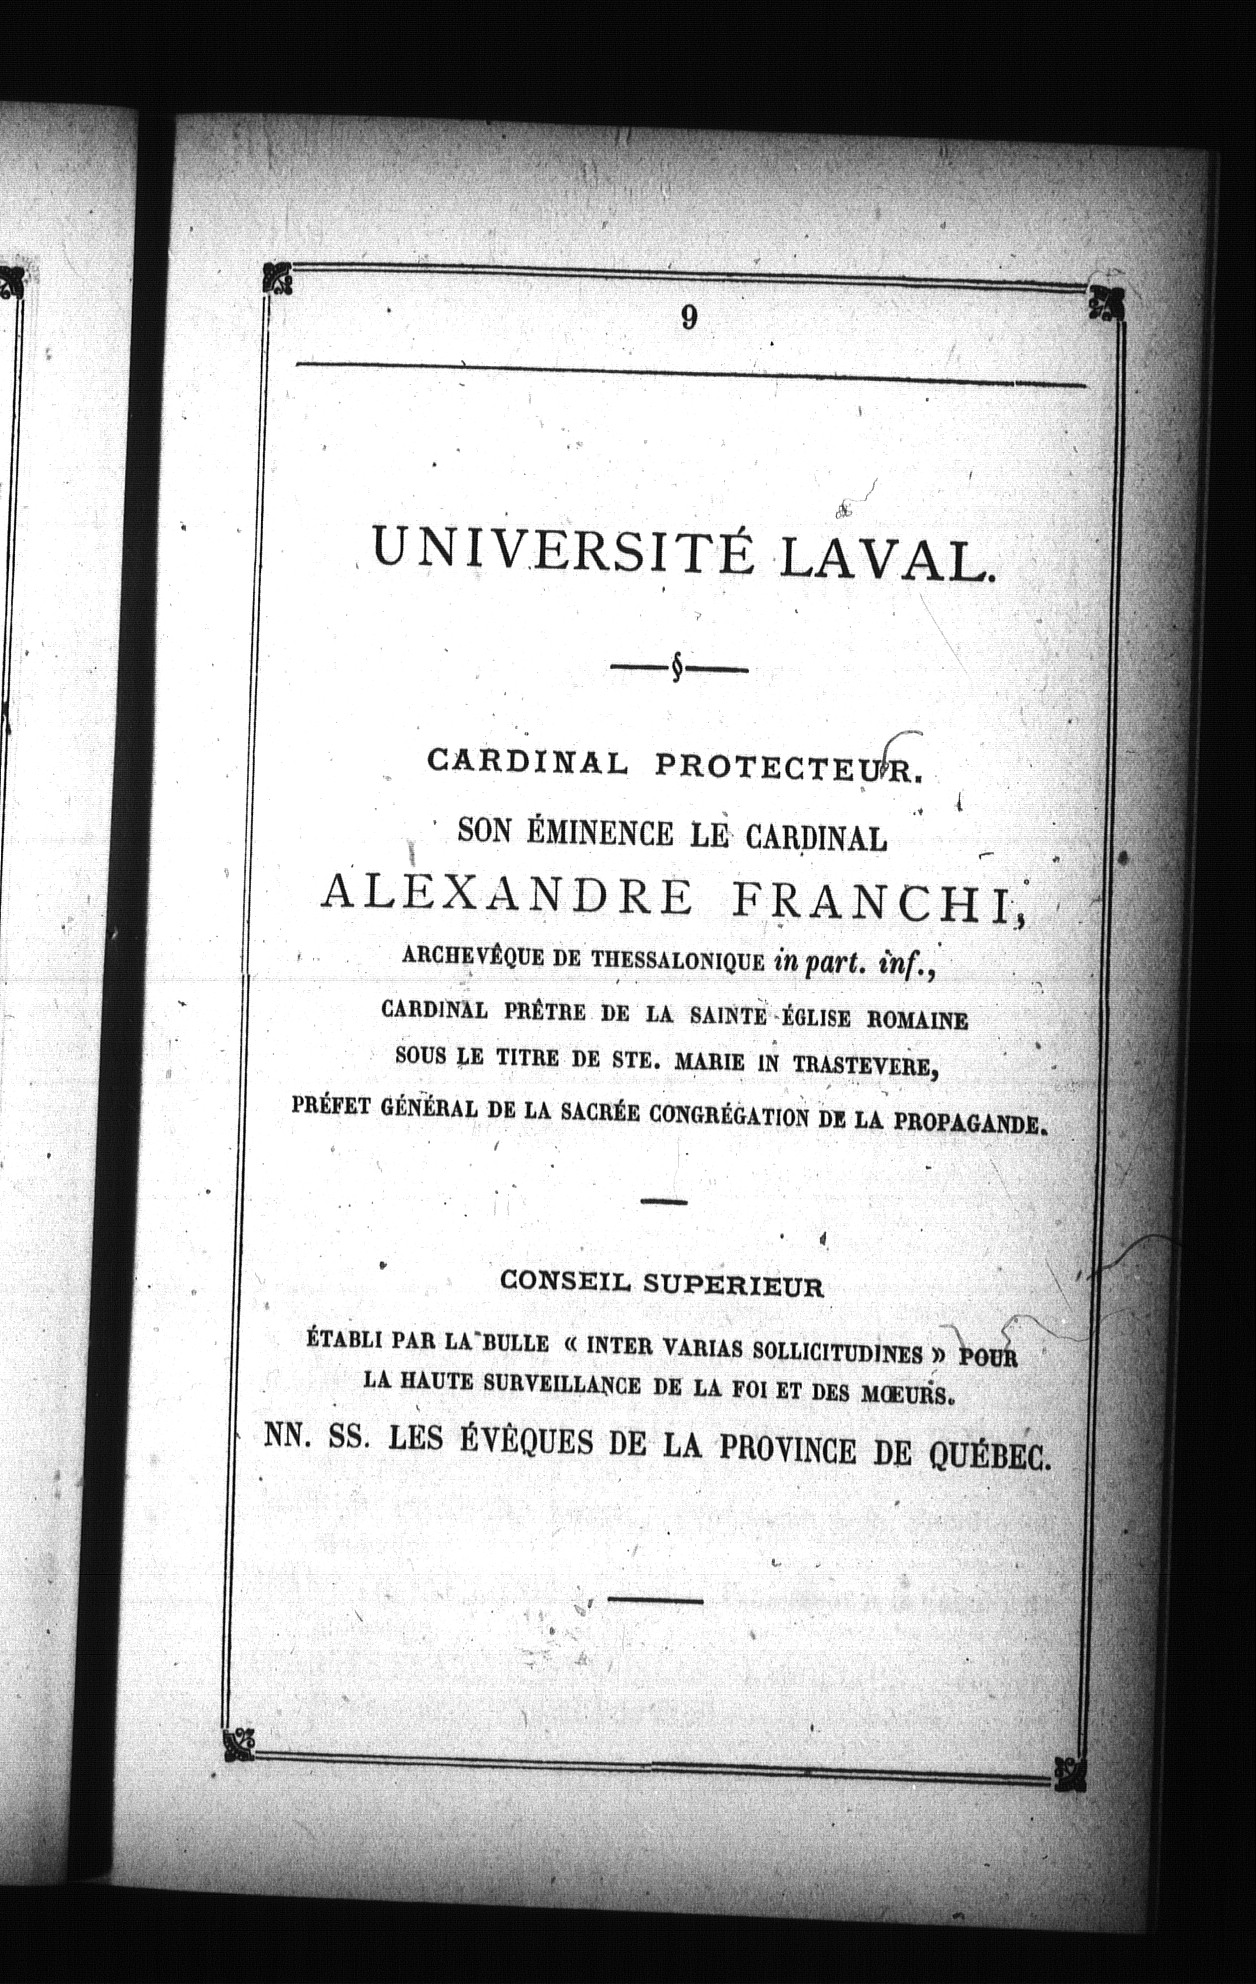 9
UNIVERSITÉ LAVAL.
§
CARDINAL PROTECTEUR.
SON ÉMINENCE LE CARDINAL
ALEXANDRE FRANCHI,
ARCHEVÊQUE DE THESSALONIQUE in part. inf.,
CARDINAL PRÊTRE DE LA SAINTE ÉGLISE ROMAINE
SOUS LE TITRE DE STE. MARIE IN TRASTEVERE,
PRÉFET GÉNÉRAL DE LA SACRÉE CONGRÉGATION DE LA PROPAGANDE.
CONSEIL SUPERIEUR
ÉTABLI PAR LA BULLE « INTER VARIAS SOLLICITUDINES » POUR
LA HAUTE SURVEILLANCE DE LA FOI ET DES MŒURS.
NN. SS. LES ÉVÊQUES DE LA PROVINCE DE QUÉBEC.